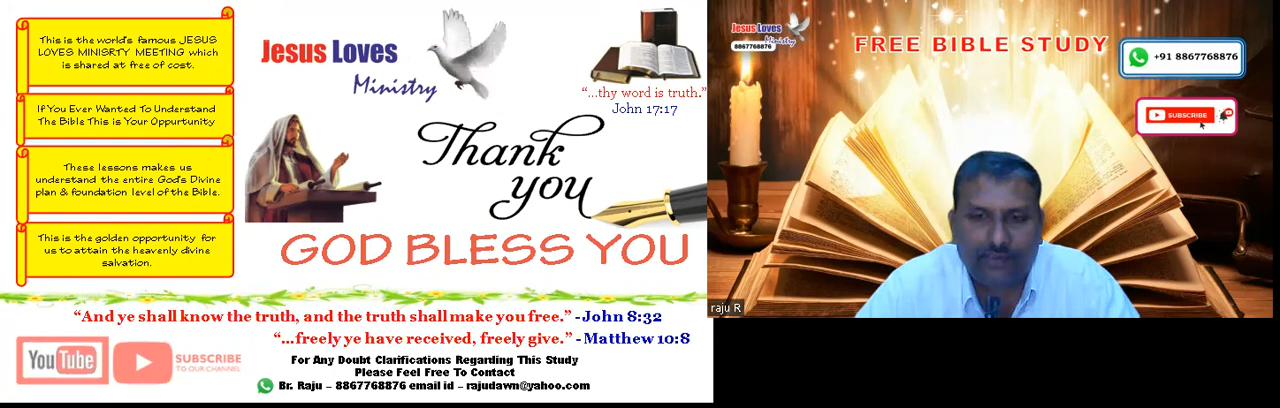 This is the world's famous JESUS
LOVES MINISRTY MEETING which
is shared at free of cost.
If You Ever Wanted To Understand
The Bible This is Your Oppurtunity
These lessons makes us
understand the entire God's Divine
plan & foundation level of the Bible.
This is the golden opportunity for
us to attain the heavenly divine
salvation.
Jesus Loves
Ministry
"...thy word is truth."
John 17:17
Thank
you
GOD BLESS YOU
"And ye shall know the truth, and the truth shall make you free." - John 8:32
"...freely ye have received, freely give." - Matthew 10:8
For Any Doubt Clarifications Regarding This Study
Please Feel Free To Contact
Br. Raju – 8867768876 email id – rajudawn@yahoo.com
YouTube
SUBSCRIBE
TO OUR CHANNEL
Jesus Loves
Ministry
8867768876
FREE BIBLE STUDY
+91 8867768876
SUBSCRIBE
raju R